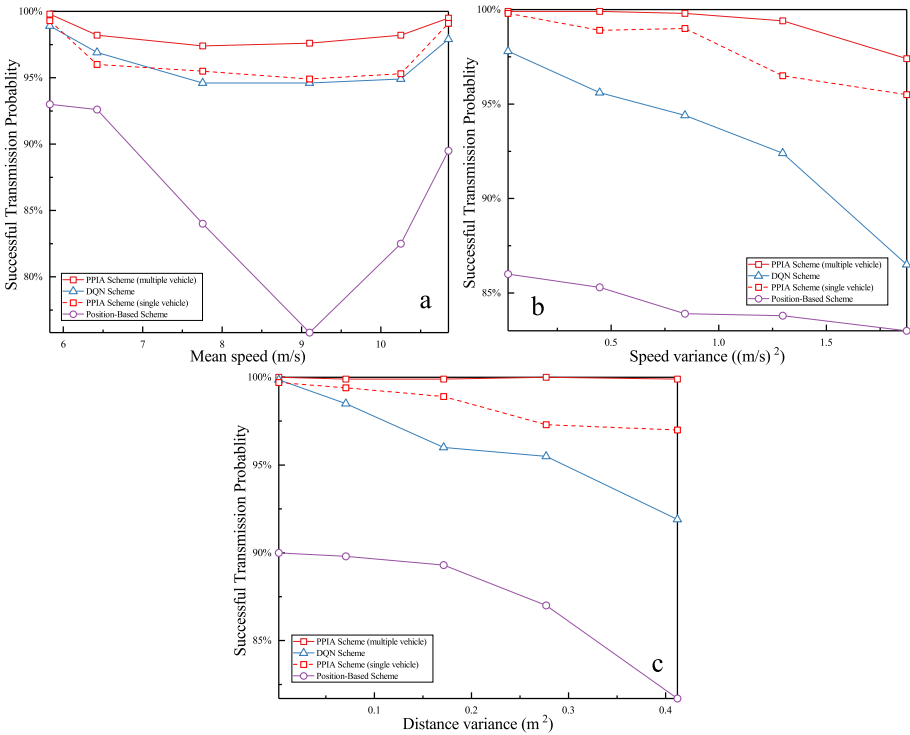 Successful Transmission Probablity
100%
95%
90%
85%
80%
PPIA Scheme (multiple vehicle)
DQN Scheme
PPIA Scheme (single vehicle)
Position-Based Scheme
a
6
7
8
9
10
Mean speed (m/s)
Successful Transmission Probablity
100%
95%
90%
85%
PPIA Scheme (multiple vehicle)
DQN Scheme
PPIA Scheme (single vehicle)
Position-Based Scheme
b
0.5
1.0
1.5
Speed variance ((m/s) 2)
Successful Transmission Probablity
100%
95%
90%
85%
PPIA Scheme (multiple vehicle)
DQN Scheme
PPIA Scheme (single vehicle)
Position-Based Scheme
c
0.1
0.2
0.3
0.4
Distance variance (m 2)